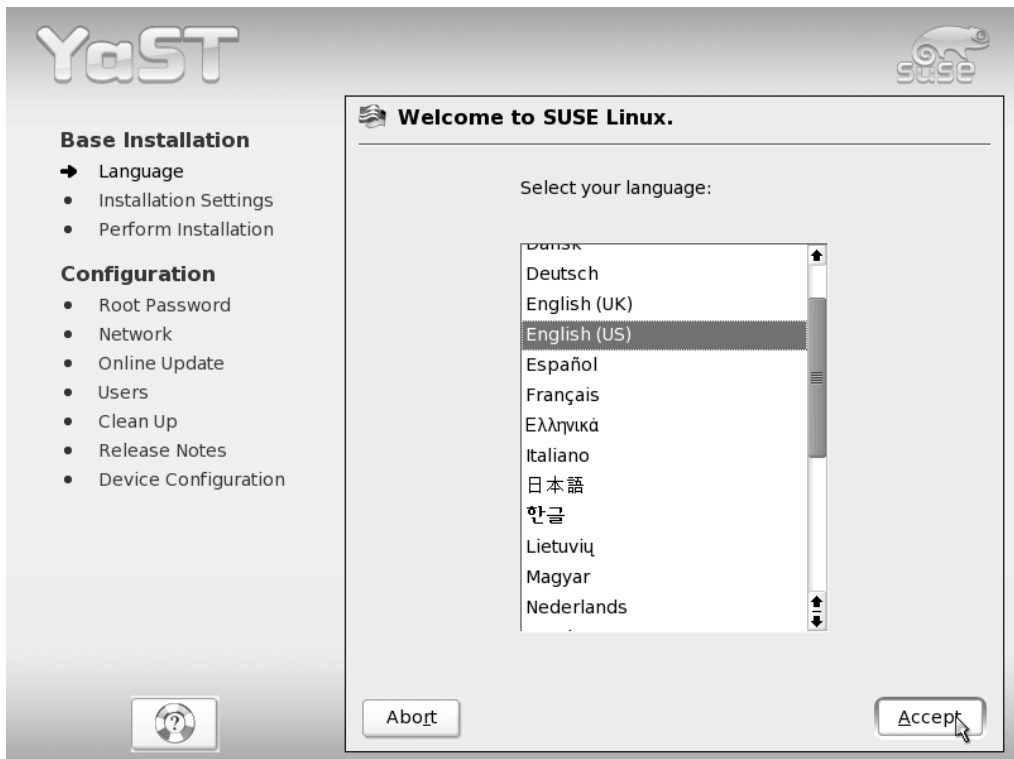 YaST
suse
Base Installation
Language
Installation Settings
Perform Installation
Configuration
Root Password
Network
Online Update
Users
Clean Up
Release Notes
Device Configuration
Welcome to SUSE Linux.
Select your language:
Dansk
Deutsch
English (UK)
English (US)
Español
Français
Ελληνικά
Italiano
日本語
한글
Lietuvių
Magyar
Nederlands
?
Abort
Accept